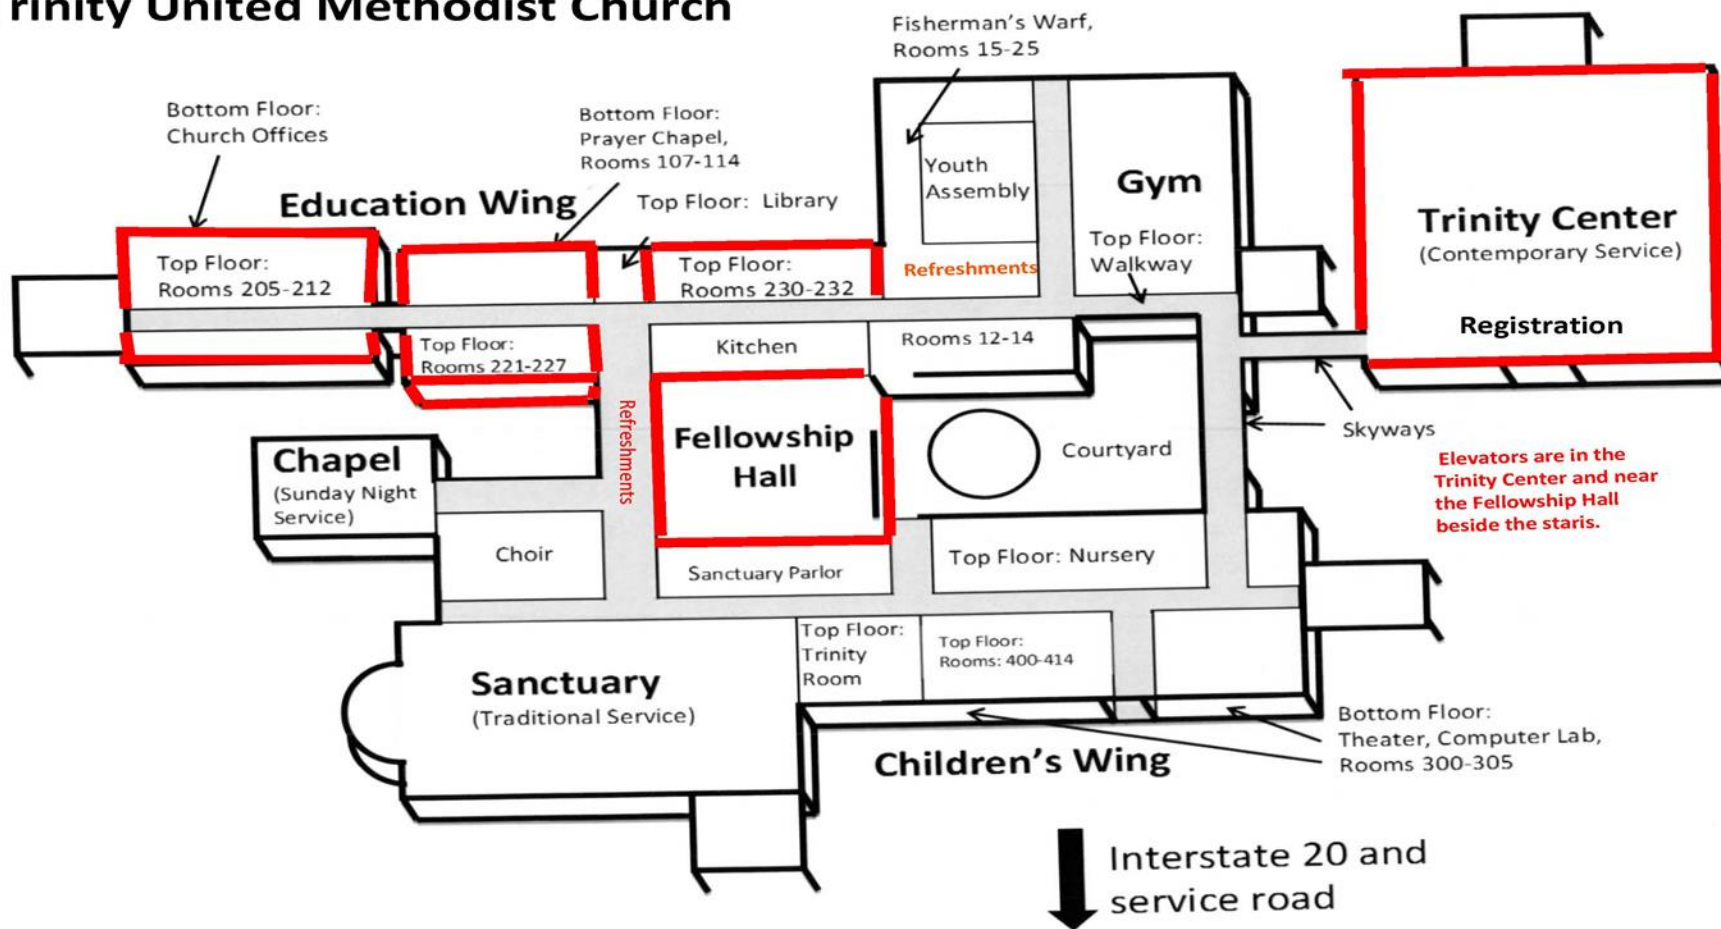 rinity United Methodist Church
Fisherman's Warf,
Rooms 15-25
Bottom Floor:
Church Offices
Bottom Floor:
Prayer Chapel,
Rooms 107-114
Education Wing
Top Floor: Library
Youth
Assembly
Gym
Top Floor:
Walkway
Trinity Center
(Contemporary Service)
Registration
Top Floor:
Rooms 205-212
Top Floor:
Rooms 230-232
Refreshments
Top Floor:
Rooms 221-227
Kitchen
Rooms 12-14
Refreshments
Fellowship
Hall
Courtyard
Skyways
Elevators are in the
Trinity Center and near
the Fellowship Hall
beside the staris.
Chapel
(Sunday Night
Service)
Choir
Sanctuary Parlor
Top Floor: Nursery
Sanctuary
(Traditional Service)
Top Floor:
Trinity
Room
Top Floor:
Rooms: 400-414
Children's Wing
Bottom Floor:
Theater, Computer Lab,
Rooms 300-305
Interstate 20 and
service road